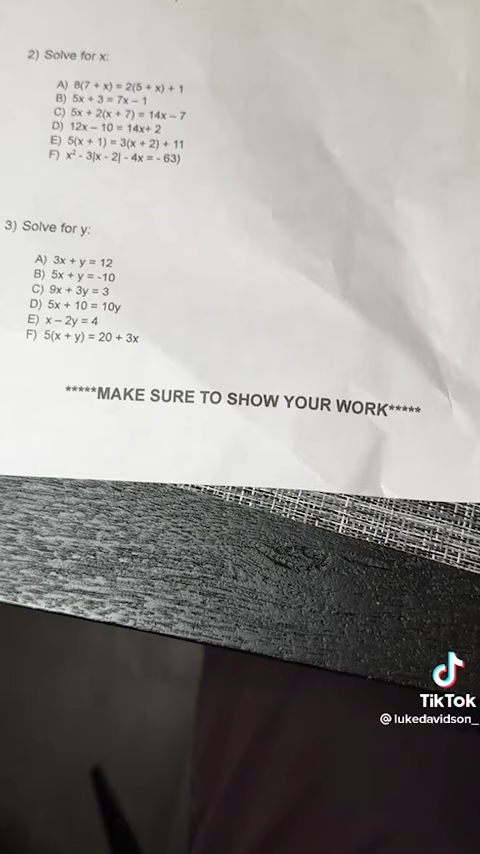 2) Solve for x:
A) 8(7 + x) = 2(5 + x) + 1
B) 5x + 3 = 7x – 1
C) 5x + 2(x + 7) = 14x – 7
D) 12x – 10 = 14x+ 2
E) 5(x + 1) = 3(x + 2) + 11
F) x² - 3|x - 2| - 4x = - 63)
3) Solve for y:
A) 3x + y = 12
B) 5x + y = -10
C) 9x + 3y = 3
D) 5x + 10 = 10y
E) x – 2y = 4
F) 5(x + y) = 20 + 3x
*****MAKE SURE TO SHOW YOUR WORK*****
TikTok
@lukedavidson_